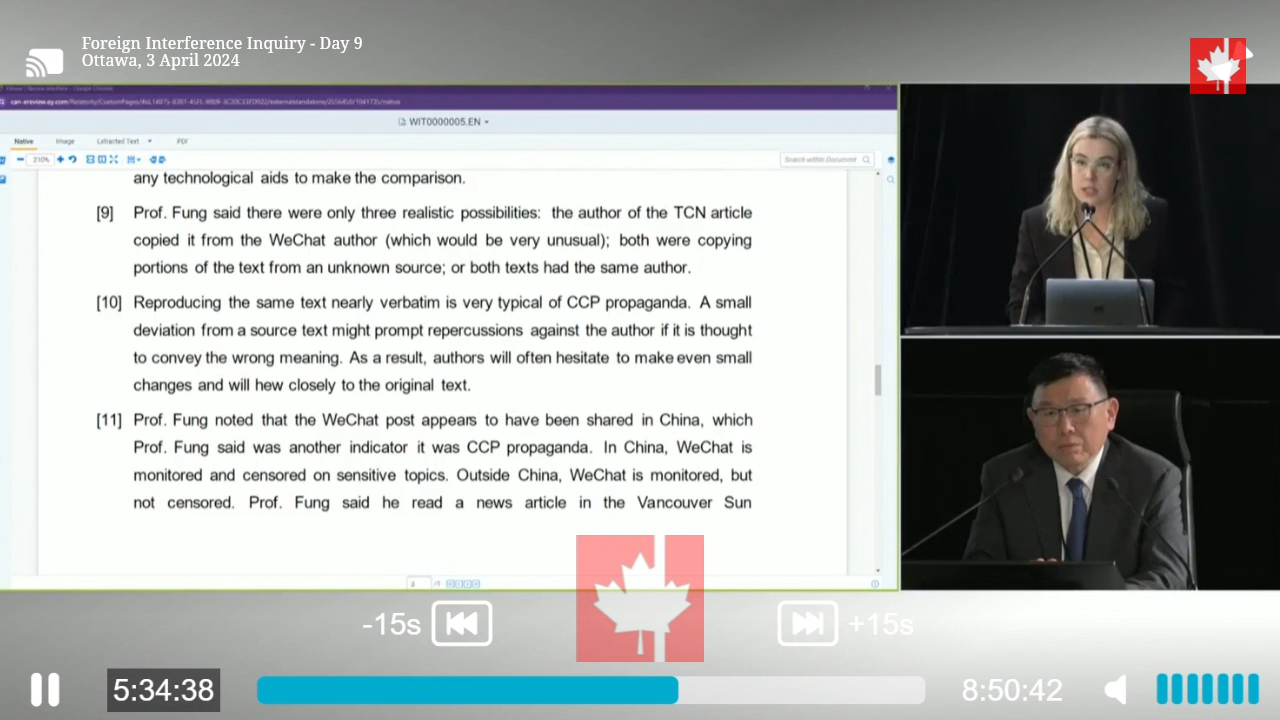 Foreign Interference Inquiry - Day 9
Ottawa, 3 April 2024
WIT0000005.EN
Native Image Extracted Text PDF
210%
Search within Document
any technological aids to make the comparison.
[9] Prof. Fung said there were only three realistic possibilities: the author of the TCN article
copied it from the WeChat author (which would be very unusual); both were copying
portions of the text from an unknown source; or both texts had the same author.
[10] Reproducing the same text nearly verbatim is very typical of CCP propaganda. A small
deviation from a source text might prompt repercussions against the author if it is thought
to convey the wrong meaning. As a result, authors will often hesitate to make even small
changes and will hew closely to the original text.
[11] Prof. Fung noted that the WeChat post appears to have been shared in China, which
Prof. Fung said was another indicator it was CCP propaganda. In China, WeChat is
monitored and censored on sensitive topics. Outside China, WeChat is monitored, but
not censored. Prof. Fung said he read a news article in the Vancouver Sun
-15s
+15s
5:34:38
8:50:42